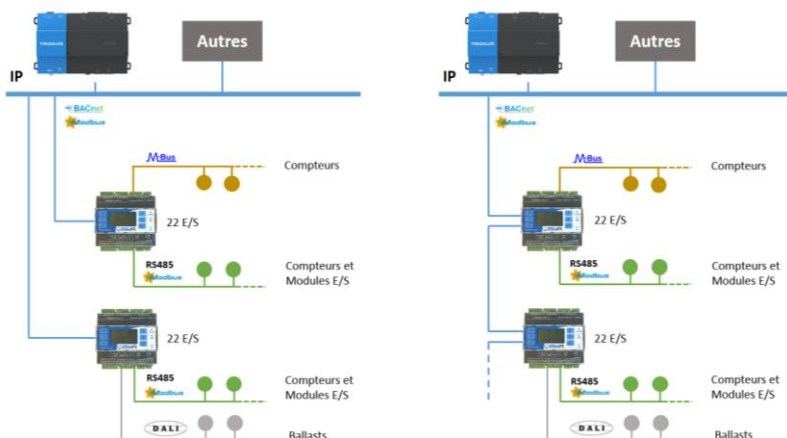 Autres
IP
BACnet
Modbus
M-Bus
Compteurs
22 E/S
RS485
Modbus
Compteurs et
Modules E/S
22 E/S
RS485
Modbus
Compteurs et
Modules E/S
DALI
Ballasts
Autres
IP
BACnet
Modbus
M-Bus
Compteurs
22 E/S
RS485
Modbus
Compteurs et
Modules E/S
22 E/S
RS485
Modbus
Compteurs et
Modules E/S
DALI
Ballasts